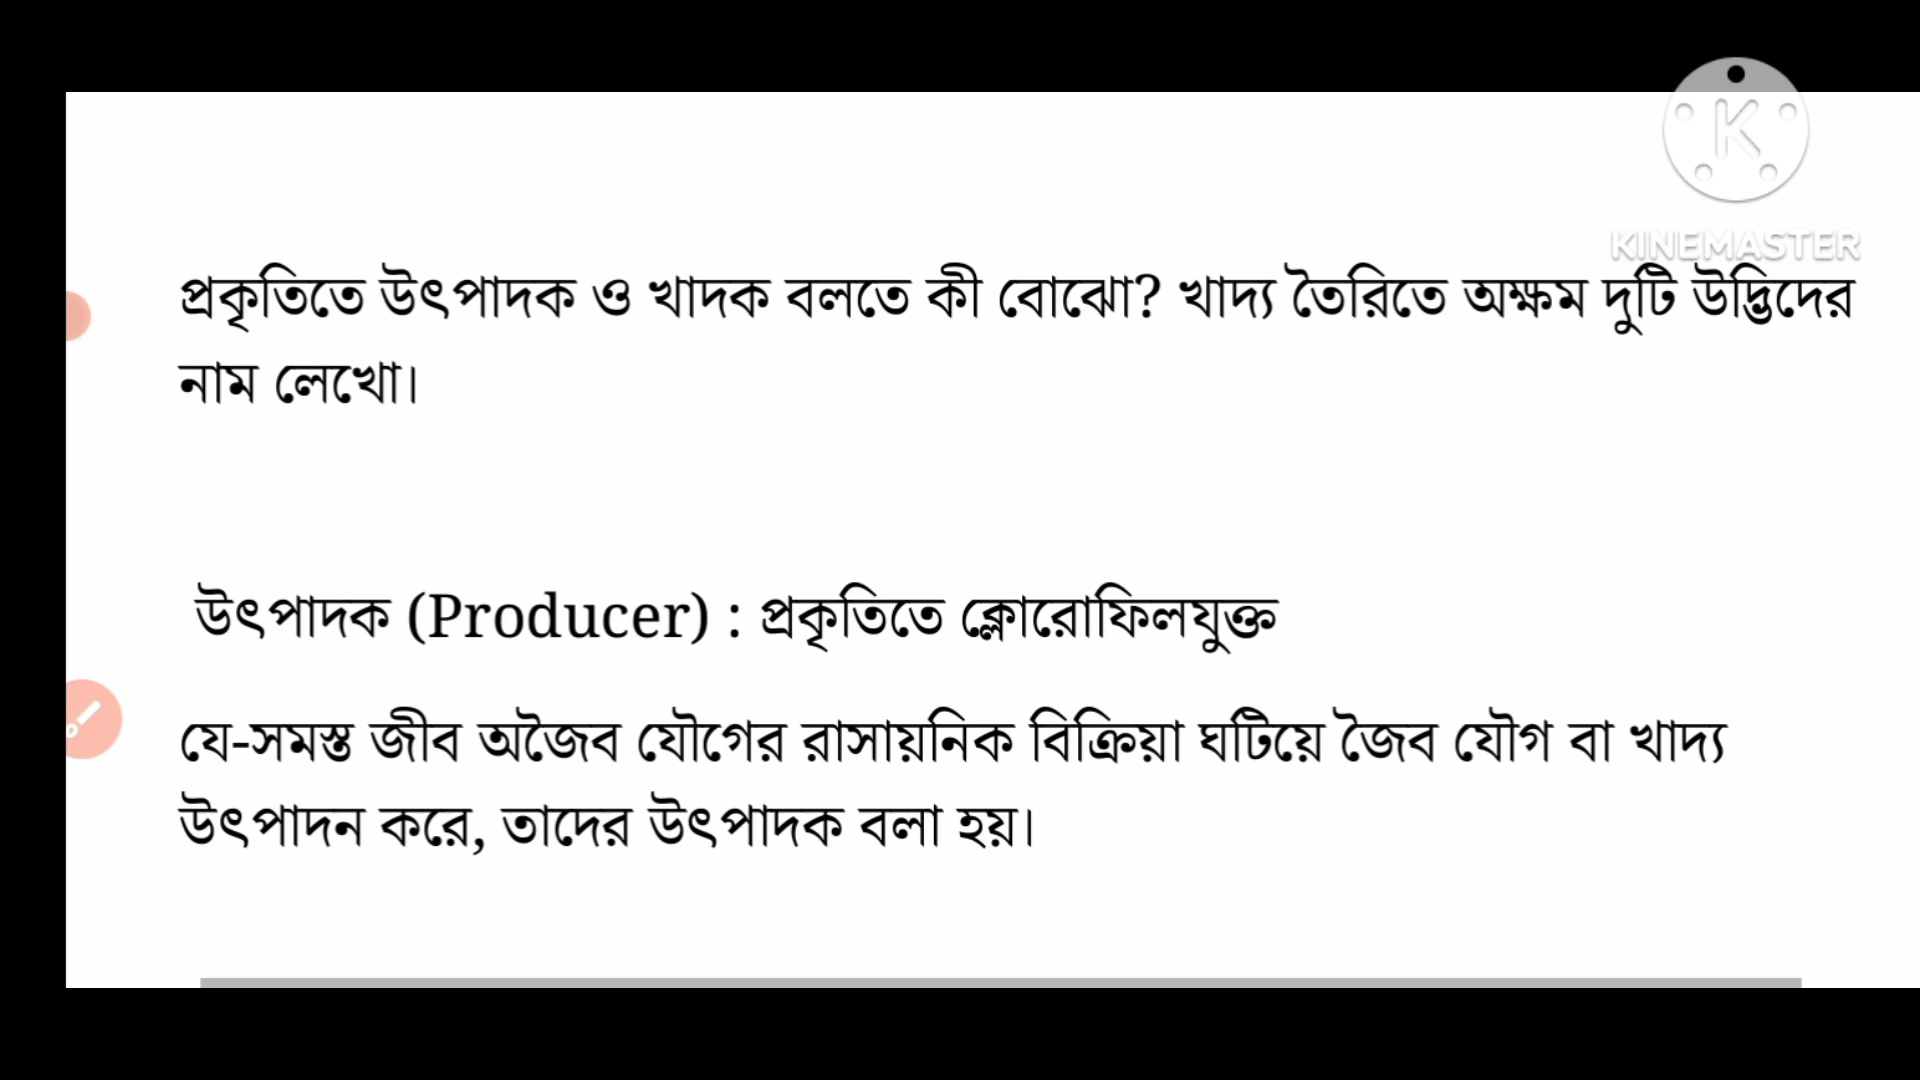 K
KINEMASTER
প্রকৃতিতে উৎপাদক ও খাদক বলতে কী বোঝো? খাদ্য তৈরিতে অক্ষম দুটি উদ্ভিদের
নাম লেখো।
উৎপাদক (Producer) : প্রকৃতিতে ক্লোরোফিলযুক্ত
যে-সমস্ত জীব অজৈব যৌগের রাসায়নিক বিক্রিয়া ঘটিয়ে জৈব যৌগ বা খাদ্য
উৎপাদন করে, তাদের উৎপাদক বলা হয়।